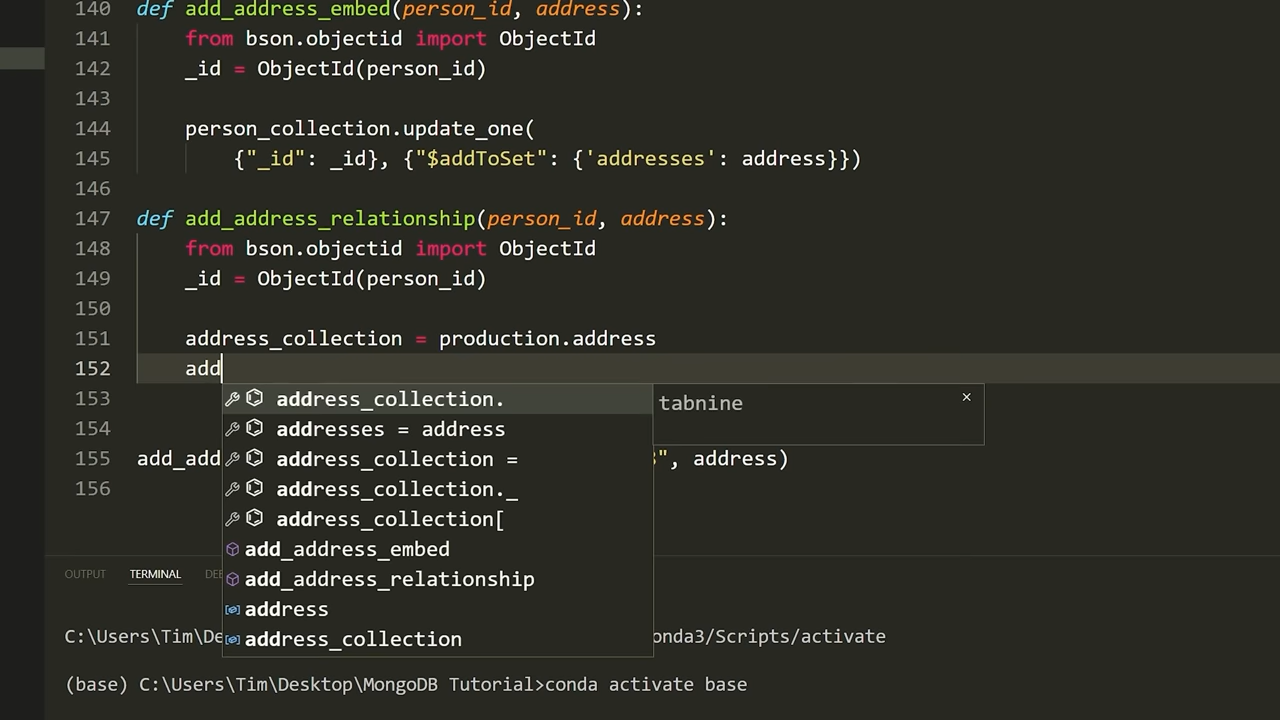 140 def add_address_embed(person_id, address):
141 from bson.objectid import ObjectId
142 _id = ObjectId(person_id)
143
144 person_collection.update_one(
145 {"_id": _id}, {"$addToSet": {'addresses': address}})
146
147 def add_address_relationship(person_id, address):
148 from bson.objectid import ObjectId
149 _id = ObjectId(person_id)
150
151 address_collection = production.address
152 add
153 address_collection. tabnine ×
154 addresses = address
155 add_add address_collection = ", address)
156 address_collection._
address_collection[
add_address_embed
add_address_relationship
address
address_collection
OUTPUT TERMINAL DE
C:\Users\Tim\De onda3/Scripts/activate
(base) C:\Users\Tim\Desktop\MongoDB Tutorial>conda activate base